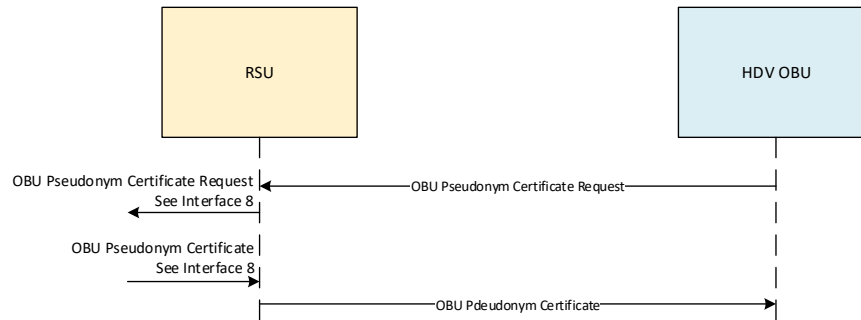 RSU
HDV OBU
OBU Pseudonym Certificate Request
See Interface 8
OBU Pseudonym Certificate Request
OBU Pseudonym Certificate
See Interface 8
OBU Pdeudonym Certificate